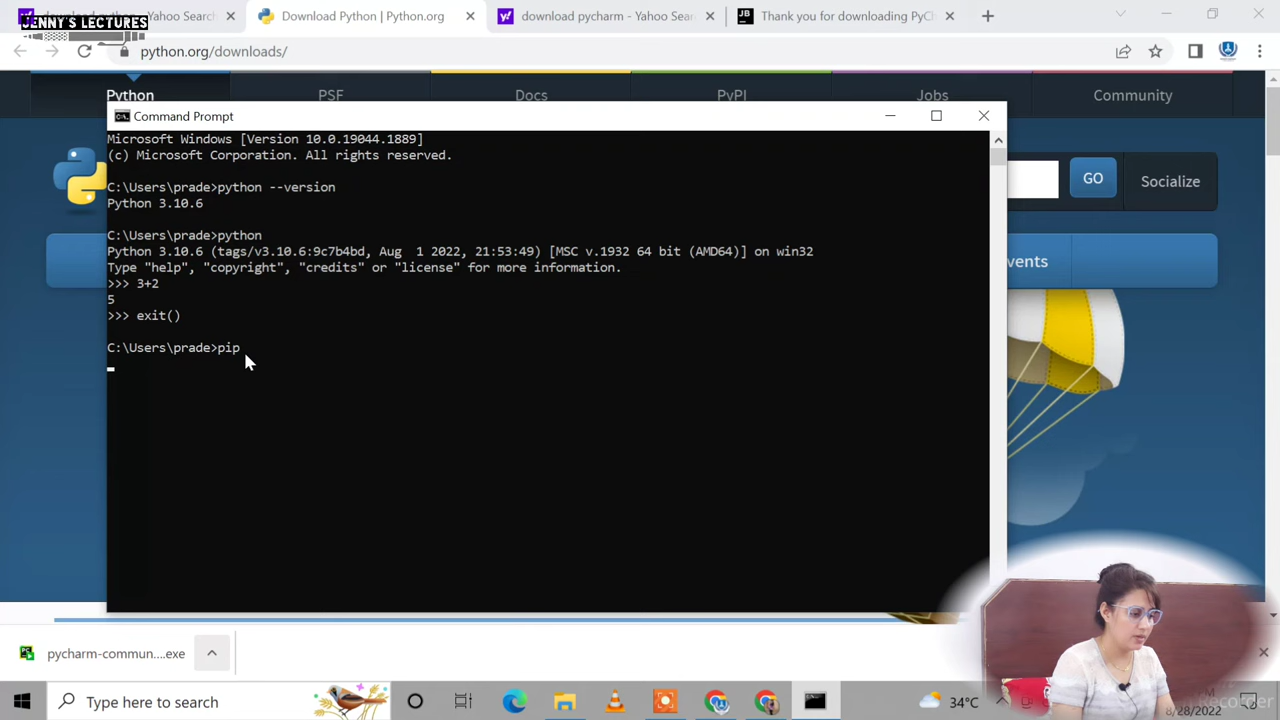 JENNY'S LECTURES
download Yahoo Sear
Download Python | Python.org
download pycharm - Yahoo Sear
Thank you for downloading PyCh
python.org/downloads/
Python
PSF
Docs
PyPI
Jobs
Community
GO
Socialize
vents
Command Prompt
Microsoft Windows [Version 10.0.19044.1889]
(c) Microsoft Corporation. All rights reserved.
C:\Users\prade>python --version
Python 3.10.6
C:\Users\prade>python
Python 3.10.6 (tags/v3.10.6:9c7b4bd, Aug  1 2022, 21:53:49) [MSC v.1932 64 bit (AMD64)] on win32
Type "help", "copyright", "credits" or "license" for more information.
>>> 3+2
5
>>> exit()
C:\Users\prade>pip
pycharm-commun....exe
Type here to search
34°C
8/28/2022